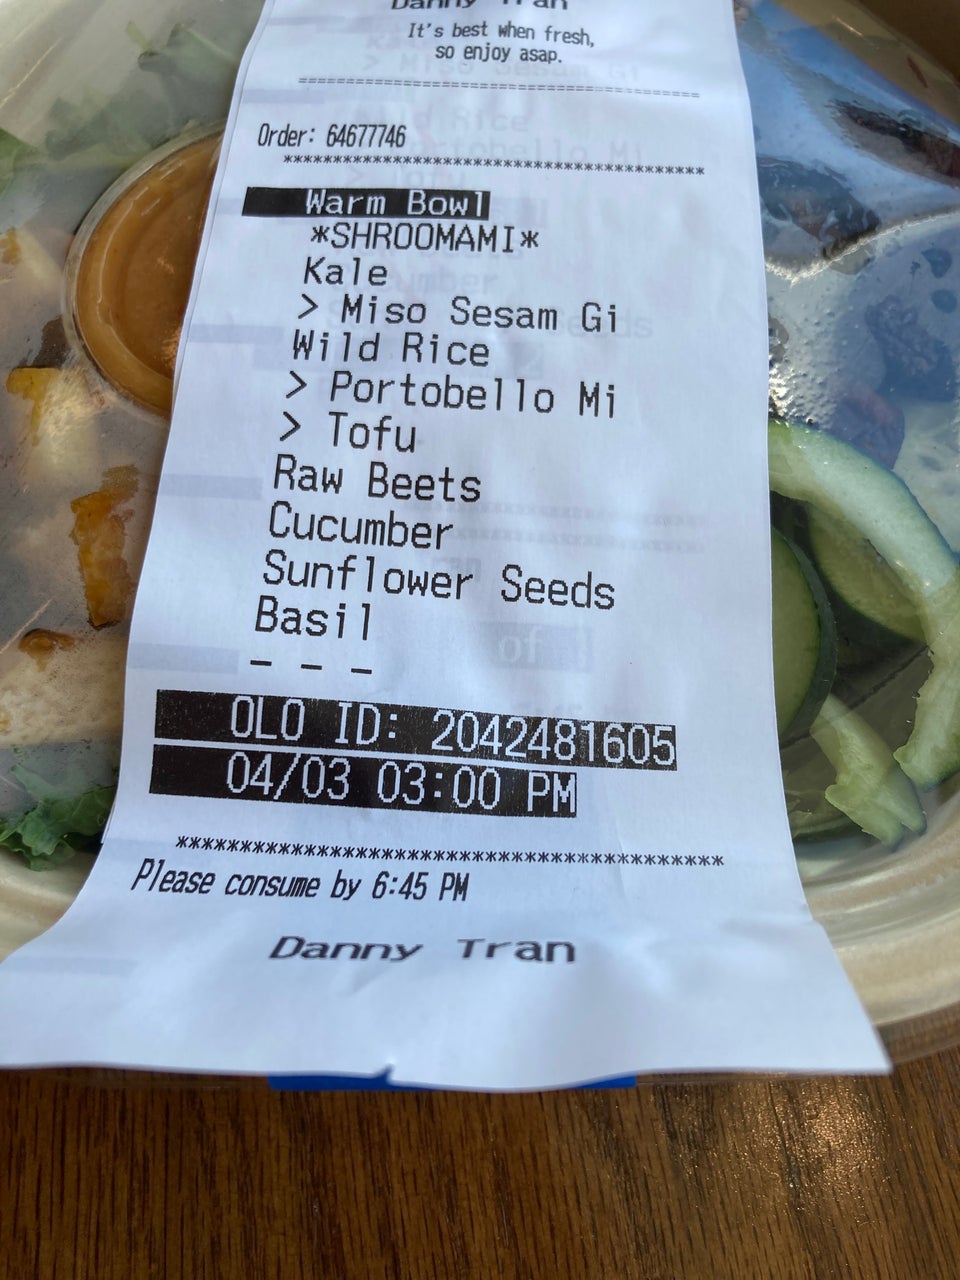 Danny Tran
It's best when fresh,
so enjoy asap.
================================================
Order: 64677746
******************************************
Warm Bowl
*SHROOMAMI*
Kale
> Miso Sesam Gi
Wild Rice
> Portobello Mi
> Tofu
Raw Beets
Cucumber
Sunflower Seeds
Basil
- - -
OLO ID: 2042481605
04/03 03:00 PM
******************************************
Please consume by 6:45 PM
Danny Tran